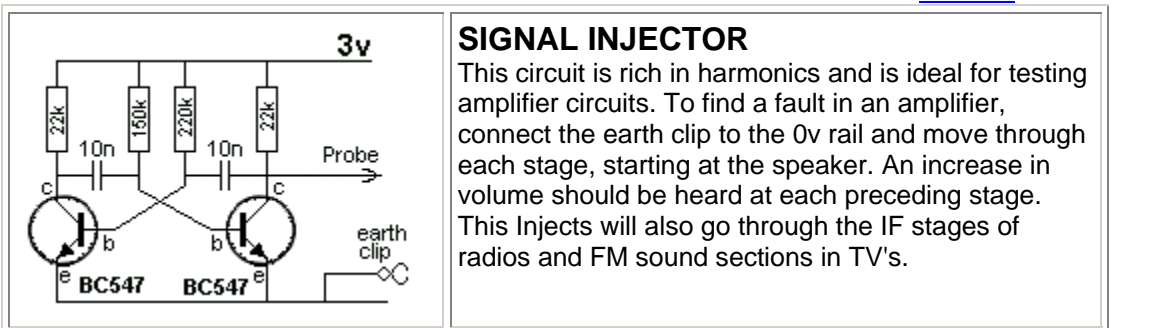 3v
22k 150k 220k 22k
10n 10n
Probe
c c
b b
earth
clip
e BC547 BC547 e
SIGNAL INJECTOR
This circuit is rich in harmonics and is ideal for testing
amplifier circuits. To find a fault in an amplifier,
connect the earth clip to the 0v rail and move through
each stage, starting at the speaker. An increase in
volume should be heard at each preceding stage.
This Injects will also go through the IF stages of
radios and FM sound sections in TV's.